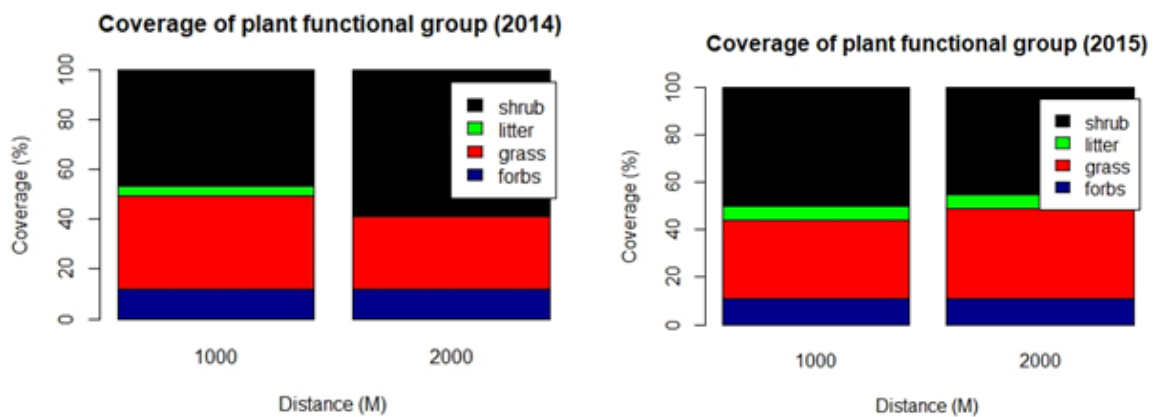 Coverage of plant functional group (2014)
Coverage (%)
0
20
40
60
80
100
shrub
litter
grass
forbs
1000
2000
Distance (M)
Coverage of plant functional group (2015)
Coverage (%)
0
20
40
60
80
100
shrub
litter
grass
forbs
1000
2000
Distance (M)